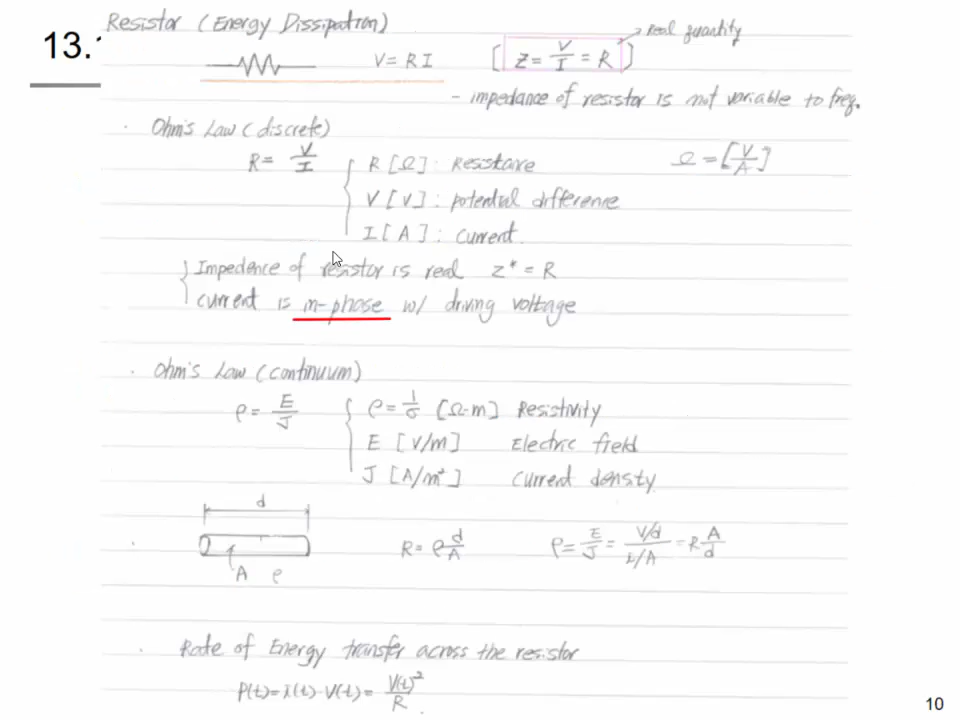 Resistor (Energy Dissipation)
13.1
V = R I [ Z = V/I = R ] → real quantity
- impedance of resistor is not variable to freq.
· Ohm's Law (discrete)
R = V/I { R [Ω] : Resistance Ω = [V/A]
V [V] : potential difference
I [A] : Current
{ Impedence of resistor is real Z* = R
current is in-phase w/ driving voltage
· Ohm's Law (continuum)
ρ = E/J { ρ = 1/σ [Ω·m] Resistivity
E [V/m] Electric field
J [A/m²] current density
d
· R = ρ d/A ρ = E/J = (V/d)/(i/A) = R A/d
A ρ
· Rate of Energy transfer across the resistor
P(t) = i(t) · V(t) = V(t)²/R .
10